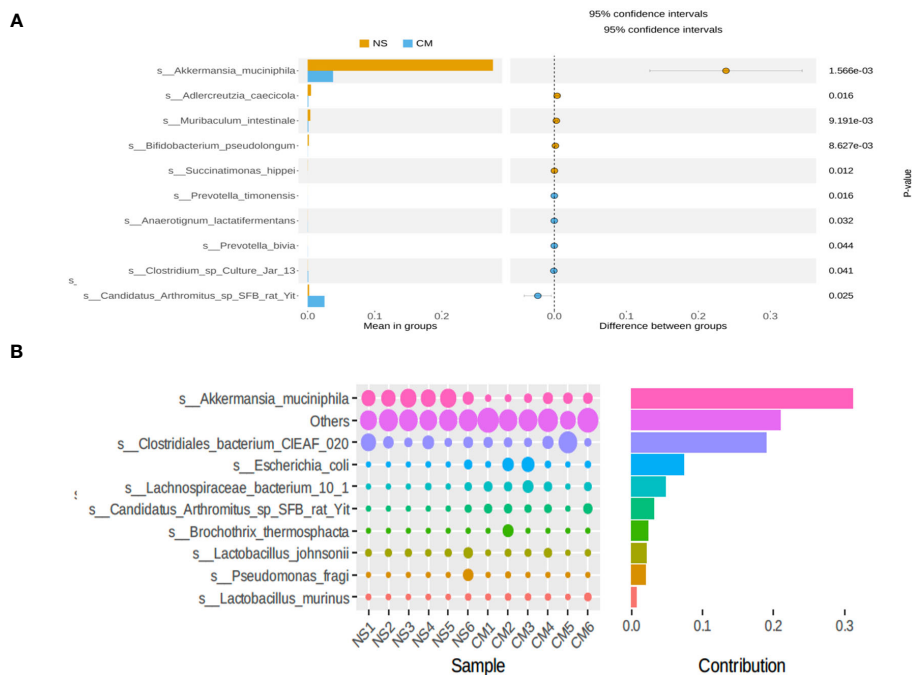 A
95% confidence intervals
95% confidence intervals
NS CM
s__Akkermansia_muciniphila 1.566e-03
s__Adlercreutzia_caecicola 0.016
s__Muribaculum_intestinale 9.191e-03
s__Bifidobacterium_pseudolongum 8.627e-03
s__Succinatimonas_hippei 0.012
s__Prevotella_timonensis 0.016
s__Anaerotignum_lactatifermentans 0.032
s__Prevotella_bivia 0.044
s__Clostridium_sp_Culture_Jar_13 0.041
s_
s__Candidatus_Arthromitus_sp_SFB_rat_Yit 0.025
P-value
0.0 0.1 0.2 0.0 0.1 0.2 0.3
Mean in groups Difference between groups
B
s__Akkermansia_muciniphila
Others
s__Clostridiales_bacterium_CIEAF_020
s__Escherichia_coli
s__Lachnospiraceae_bacterium_10_1
s__Candidatus_Arthromitus_sp_SFB_rat_Yit
s__Brochothrix_thermosphacta
s__Lactobacillus_johnsonii
s__Pseudomonas_fragi
s__Lactobacillus_murinus
NS1 NS2 NS3 NS4 NS5 NS6 CM1 CM2 CM3 CM4 CM5 CM6
0.0 0.1 0.2 0.3
Sample Contribution